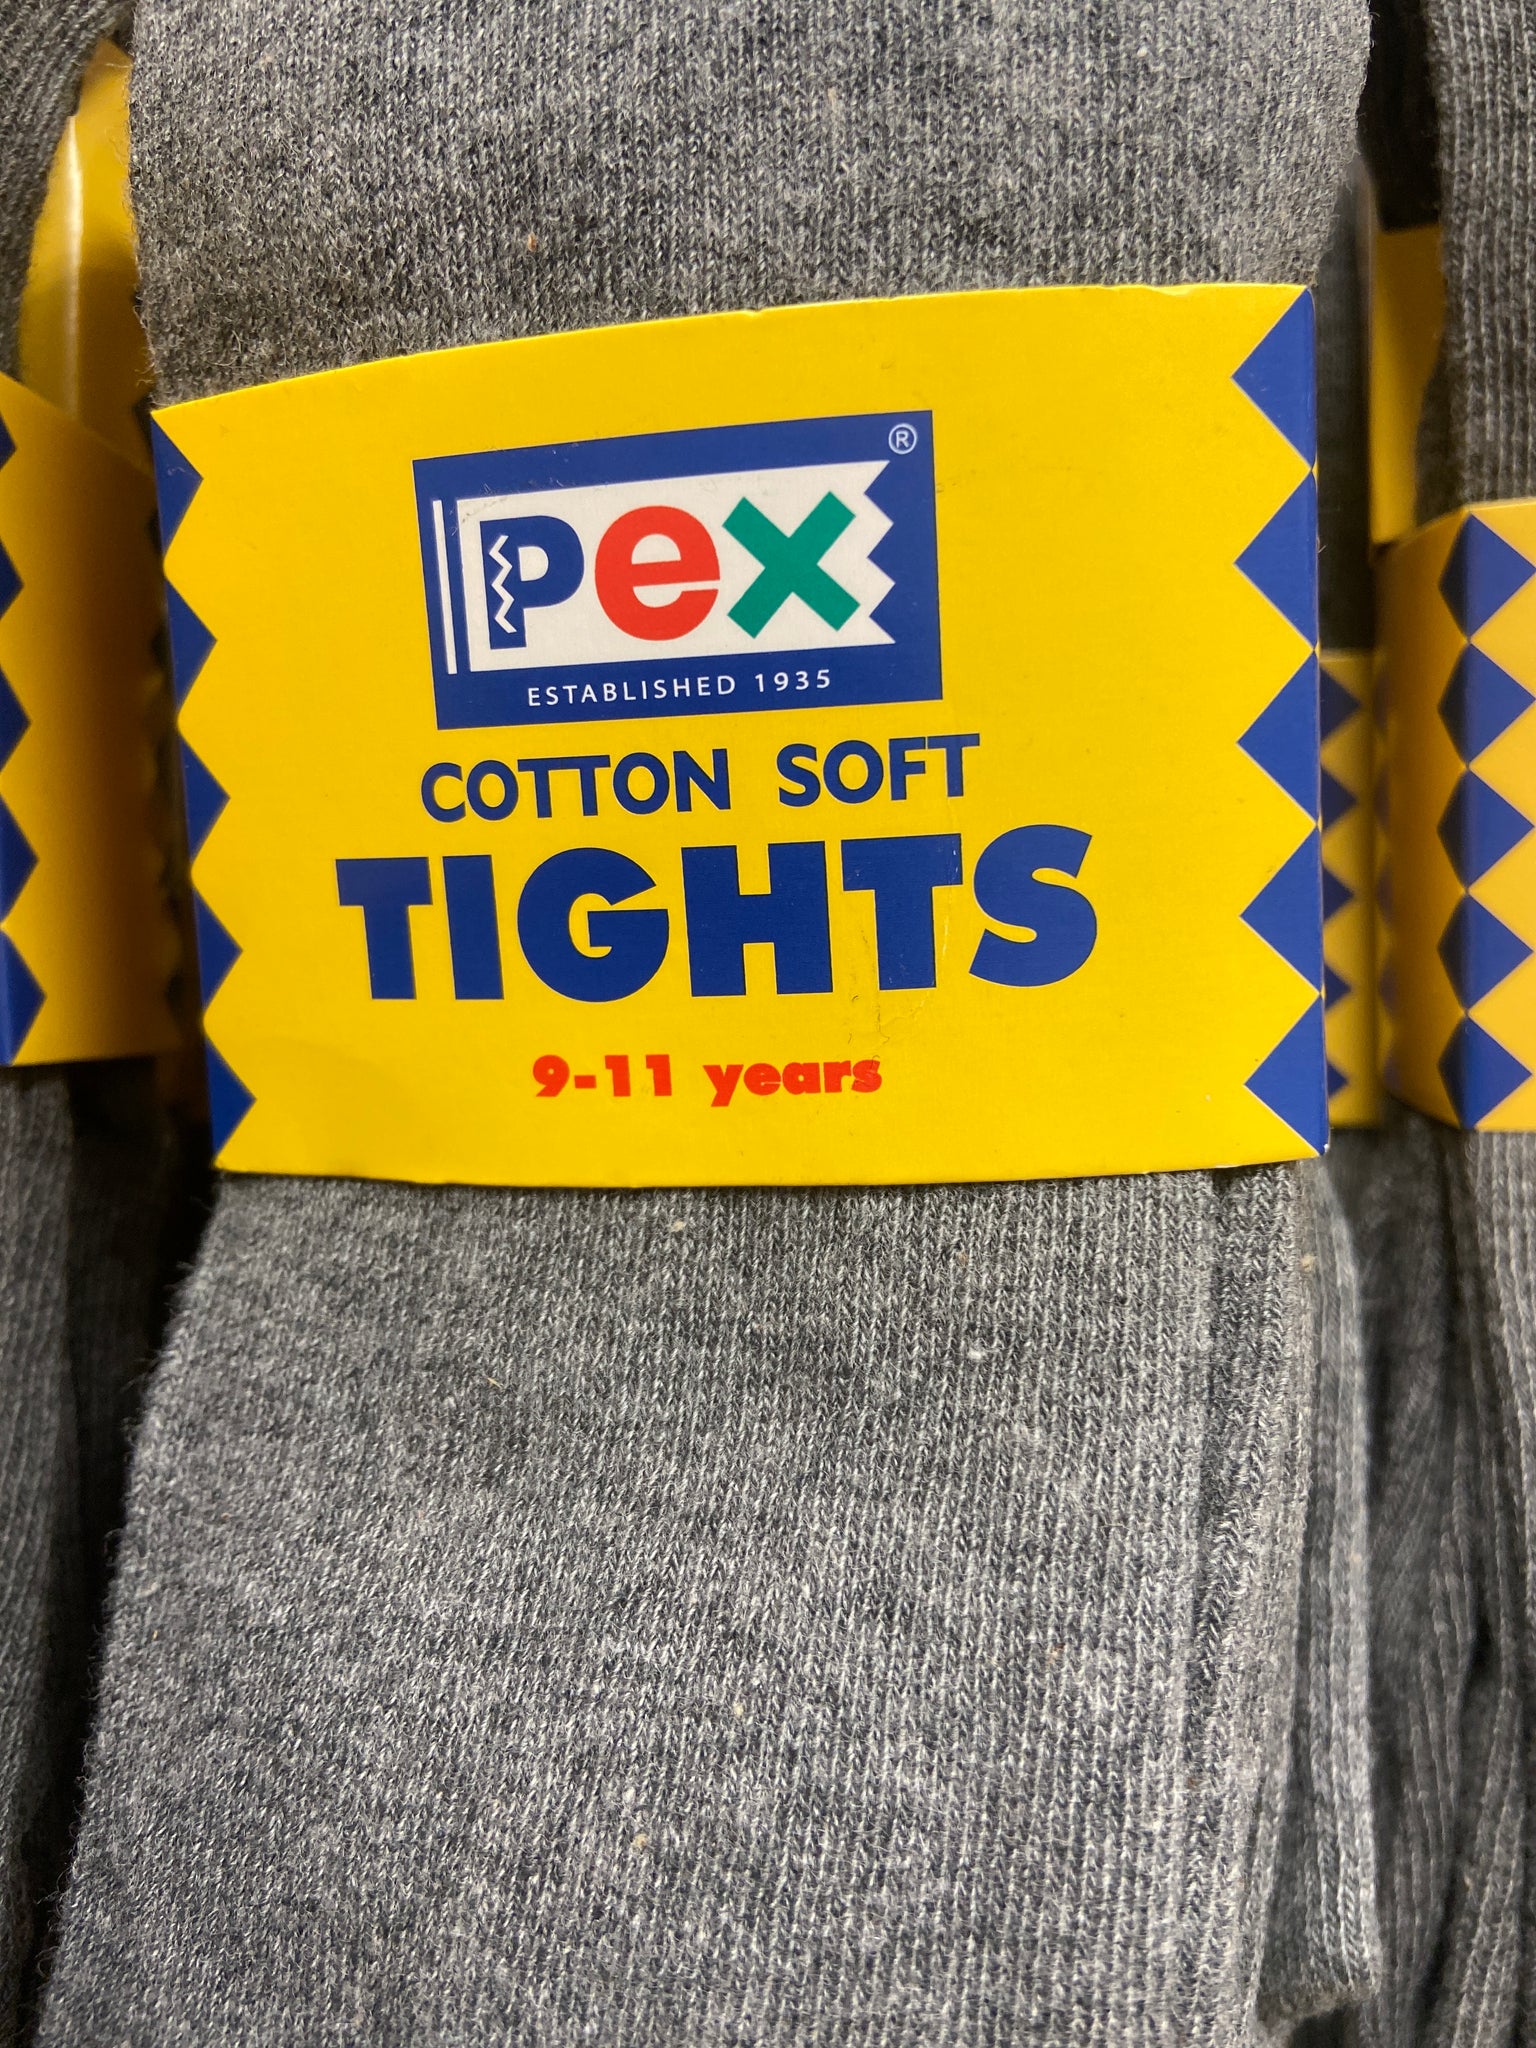 pex ®
ESTABLISHED 1935
COTTON SOFT
TIGHTS
9-11 years